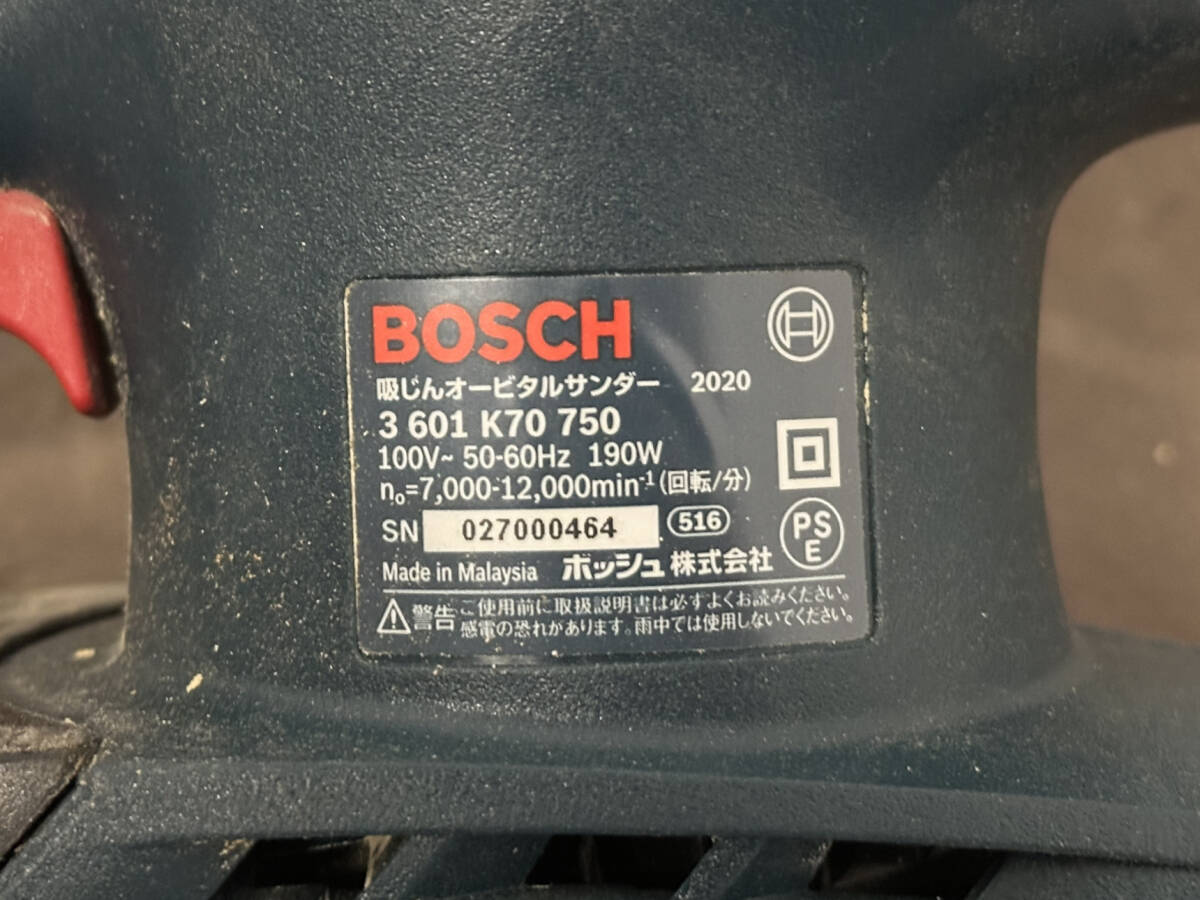 BOSCH
吸じんオービタルサンダー 2020
3 601 K70 750
100V~ 50-60Hz 190W
n₀=7,000-12,000min⁻¹(回転/分)
SN 027000464 516
PS
E
Made in Malaysia ボッシュ株式会社
警告 ご使用前に取扱説明書は必ずよくお読みください。
感電の恐れがあります。雨中では使用しないでください。